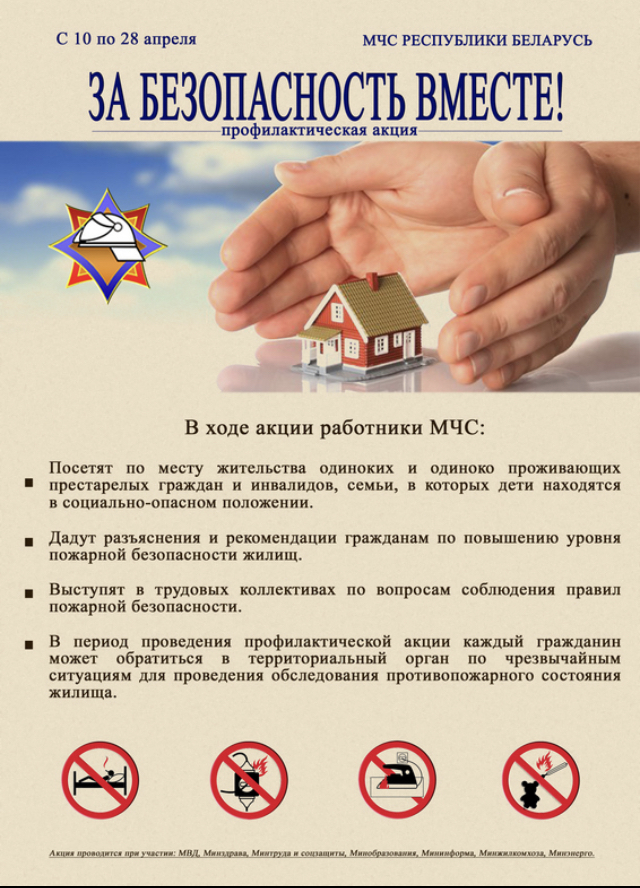 С 10 по 28 апреля
МЧС РЕСПУБЛИКИ БЕЛАРУСЬ
ЗА БЕЗОПАСНОСТЬ ВМЕСТЕ!
профилактическая акция
В ходе акции работники МЧС:
Посетят по месту жительства одиноких и одиноко проживающих
престарелых граждан и инвалидов, семьи, в которых дети находятся
в социально-опасном положении.
Дадут разъяснения и рекомендации гражданам по повышению уровня
пожарной безопасности жилищ.
Выступят в трудовых коллективах по вопросам соблюдения правил
пожарной безопасности.
В период проведения профилактической акции каждый гражданин
может обратиться в территориальный орган по чрезвычайным
ситуациям для проведения обследования противопожарного состояния
жилища.
Акция проводится при участии: МВД, Минздрава, Минтруда и соцзащиты, Минобразования, Мининформа, Минжилкомхоза, Минэнерго.